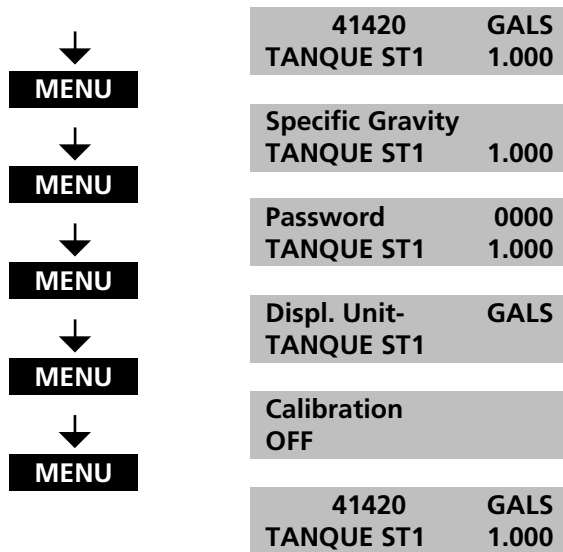 41420 GALS
TANQUE ST1 1.000
MENU
Specific Gravity
TANQUE ST1 1.000
MENU
Password 0000
TANQUE ST1 1.000
MENU
Displ. Unit- GALS
TANQUE ST1
MENU
Calibration
OFF
MENU
41420 GALS
TANQUE ST1 1.000